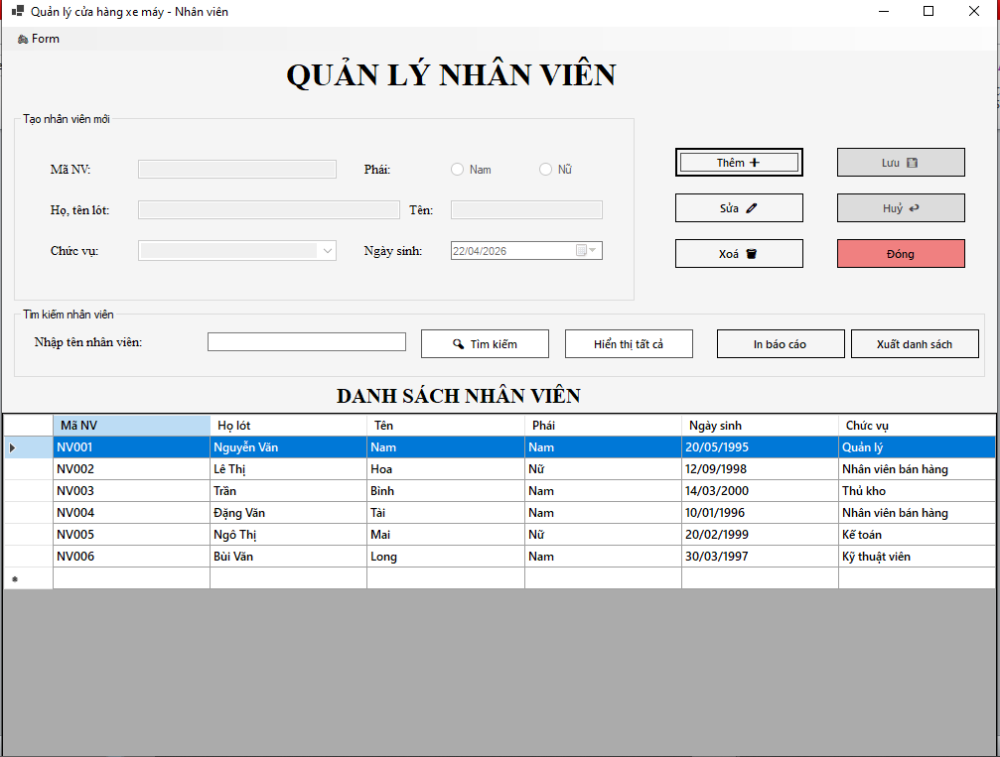 Quản lý cửa hàng xe máy - Nhân viên
Form
QUẢN LÝ NHÂN VIÊN
Tạo nhân viên mới
Mã NV:
Phái:
Nam
Nữ
Thêm
Lưu
Họ, tên lót:
Tên:
Sửa
Huỷ
Chức vụ:
Ngày sinh:
22/04/2026
Xoá
Đóng
Tìm kiếm nhân viên
Nhập tên nhân viên:
Tìm kiếm
Hiển thị tất cả
In báo cáo
Xuất danh sách
DANH SÁCH NHÂN VIÊN
Mã NV Họ lót Tên Phái Ngày sinh Chức vụ
NV001 Nguyễn Văn Nam Nam 20/05/1995 Quản lý
NV002 Lê Thị Hoa Nữ 12/09/1998 Nhân viên bán hàng
NV003 Trần Bình Nam 14/03/2000 Thủ kho
NV004 Đặng Văn Tài Nam 10/01/1996 Nhân viên bán hàng
NV005 Ngô Thị Mai Nữ 20/02/1999 Kế toán
NV006 Bùi Văn Long Nam 30/03/1997 Kỹ thuật viên